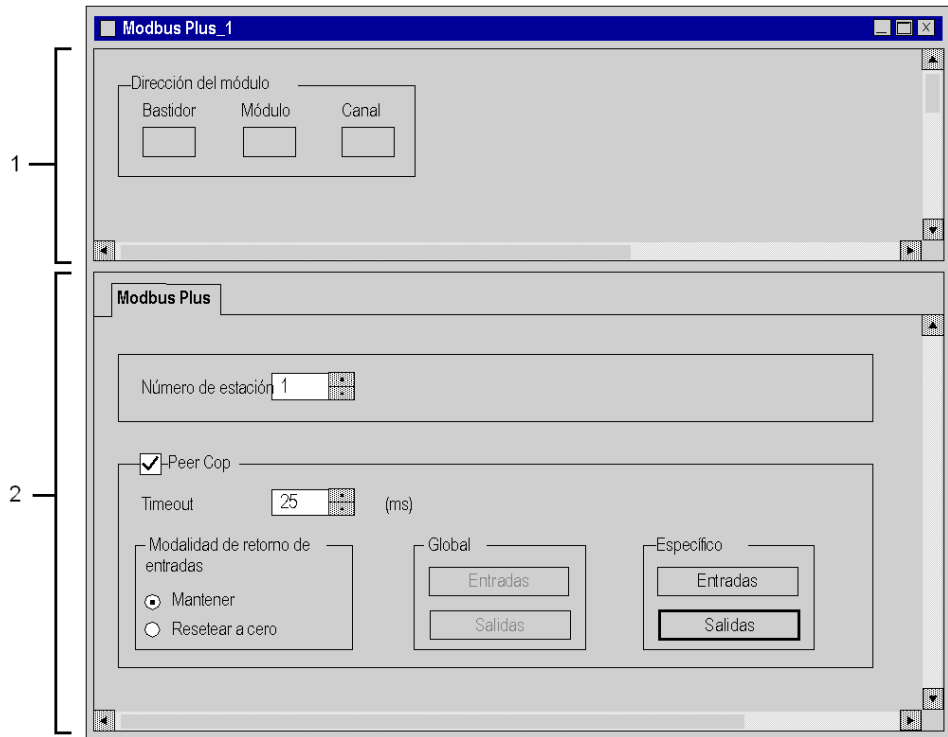 Modbus Plus_1
1
Dirección del módulo
Bastidor Módulo Canal
2
Modbus Plus
Número de estación 1
Peer Cop
Timeout 25 (ms)
Modalidad de retorno de
entradas
Mantener
Resetear a cero
Global
Entradas
Salidas
Específico
Entradas
Salidas